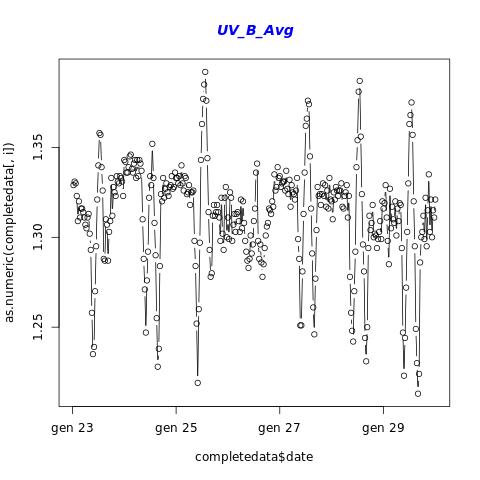 UV_B_Avg
as.numeric(completedata[, i])
1.35
1.30
1.25
gen 23
gen 25
gen 27
gen 29
completedata$date